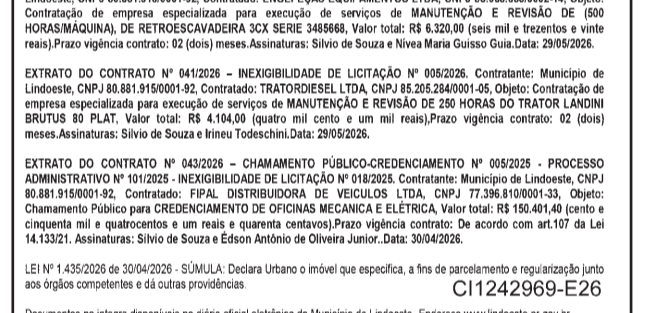 Contratação de empresa especializada para execução de serviços de MANUTENÇÃO E REVISÃO DE (500
HORAS/MÁQUINA), DE RETROESCAVADEIRA 3CX SERIE 3485668, Valor total: R$ 6.320,00 (seis mil e trezentos e vinte
reais).Prazo vigência contrato: 02 (dois) meses.Assinaturas: Silvio de Souza e Nivea Maria Guisso Guia.Data: 29/05/2026.
EXTRATO DO CONTRATO Nº 041/2026 – INEXIGIBILIDADE DE LICITAÇÃO Nº 005/2026. Contratante: Município de
Lindoeste, CNPJ 80.881.915/0001-92, Contratado: TRATORDIESEL LTDA, CNPJ 85.205.284/0001-05, Objeto: Contratação de
empresa especializada para execução de serviços de MANUTENÇÃO E REVISÃO DE 250 HORAS DO TRATOR LANDINI
BRUTUS 80 PLAT, Valor total: R$ 4.104,00 (quatro mil cento e um mil reais),Prazo vigência contrato: 02 (dois)
meses.Assinaturas: Silvio de Souza e Irineu Todeschini.Data: 29/05/2026.
EXTRATO DO CONTRATO Nº 043/2026 – CHAMAMENTO PÚBLICO-CREDENCIAMENTO Nº 005/2025 - PROCESSO
ADMINISTRATIVO Nº 101/2025 - INEXIGIBILIDADE DE LICITAÇÃO Nº 018/2025. Contratante: Município de Lindoeste, CNPJ
80.881.915/0001-92, Contratado: FIPAL DISTRIBUIDORA DE VEICULOS LTDA, CNPJ 77.396.810/0001-33, Objeto:
Chamamento Público para CREDENCIAMENTO DE OFICINAS MECANICA E ELÉTRICA, Valor total: R$ 150.401,40 (cento e
cinquenta mil e quatrocentos e um reais e quarenta centavos).Prazo vigência contrato: De acordo com art.107 da Lei
14.133/21. Assinaturas: Silvio de Souza e Édson Antônio de Oliveira Junior..Data: 30/04/2026.
LEI Nº 1.435/2026 de 30/04/2026 - SÚMULA: Declara Urbano o imóvel que especifica, a fins de parcelamento e regularização junto
aos órgãos competentes e dá outras providências.
CI1242969-E26